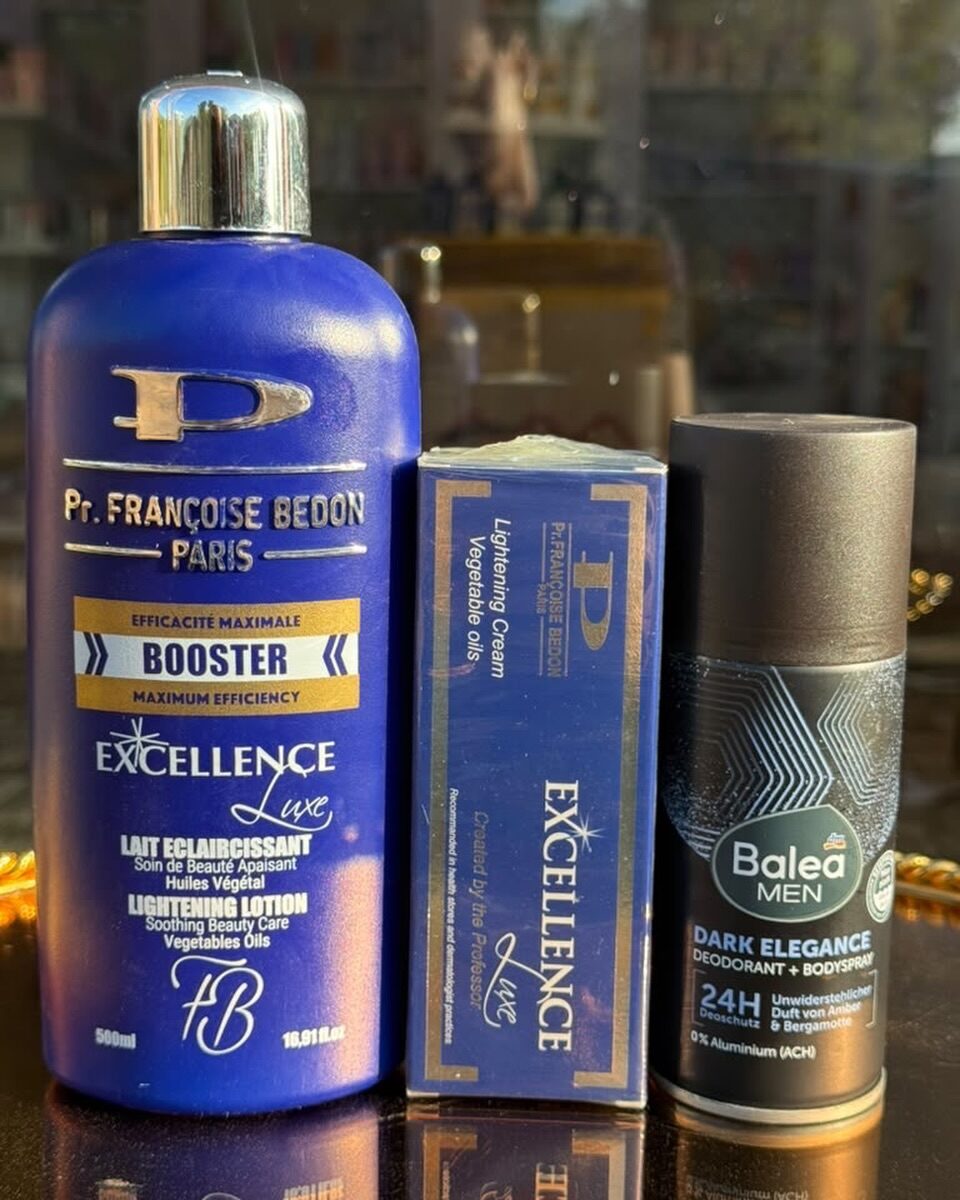 P
Pr. FRANÇOISE BEDON
PARIS
EFFICACITÉ MAXIMALE
BOOSTER
MAXIMUM EFFICIENCY
EXCELLENCE
Luxe
LAIT ECLAIRCISSANT
Soin de Beauté Apaisant
Huiles Végétal
LIGHTENING LOTION
Soothing Beauty Care
Vegetables Oils
FB
500ml 16,91 fl.oz
P
Pr. FRANÇOISE BEDON
PARIS
Lightening Cream
Vegetable oils
EXCELLENCE
Luxe
Created by the Professor
Recommanded in health stores and dermatologist practices
Balea
MEN
DARK ELEGANCE
DEODORANT + BODYSPRAY
24H
Deoschutz
Unwiderstehlicher
Duft von Amber
& Bergamotte
0% Aluminium (ACH)